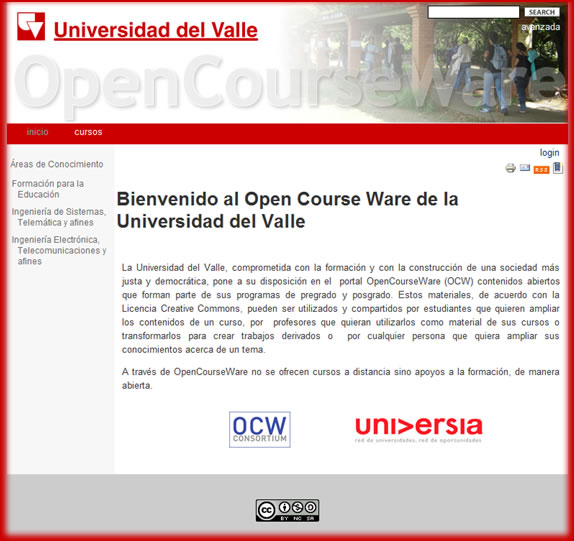 SEARCH
Universidad del Valle
avanzada
OpenCourseWare
inicio cursos
login
RSS
Áreas de Conocimiento
Formación para la
Educación
Ingeniería de Sistemas,
Telemática y afines
Ingeniería Electrónica,
Telecomunicaciones y
afines
Bienvenido al Open Course Ware de la
Universidad del Valle
La Universidad del Valle, comprometida con la formación y con la construcción de una sociedad más
justa y democrática, pone a su disposición en el portal OpenCourseWare (OCW) contenidos abiertos
que forman parte de sus programas de pregrado y posgrado. Estos materiales, de acuerdo con la
Licencia Creative Commons, pueden ser utilizados y compartidos por estudiantes que quieren ampliar
los contenidos de un curso, por profesores que quieran utilizarlos como material de sus cursos o
transformarlos para crear trabajos derivados o por cualquier persona que quiera ampliar sus
conocimientos acerca de un tema.
A través de OpenCourseWare no se ofrecen cursos a distancia sino apoyos a la formación, de manera
abierta.
OCW
CONSORTIUM
universia
red de universidades, red de oportunidades
cc
BY NC SA